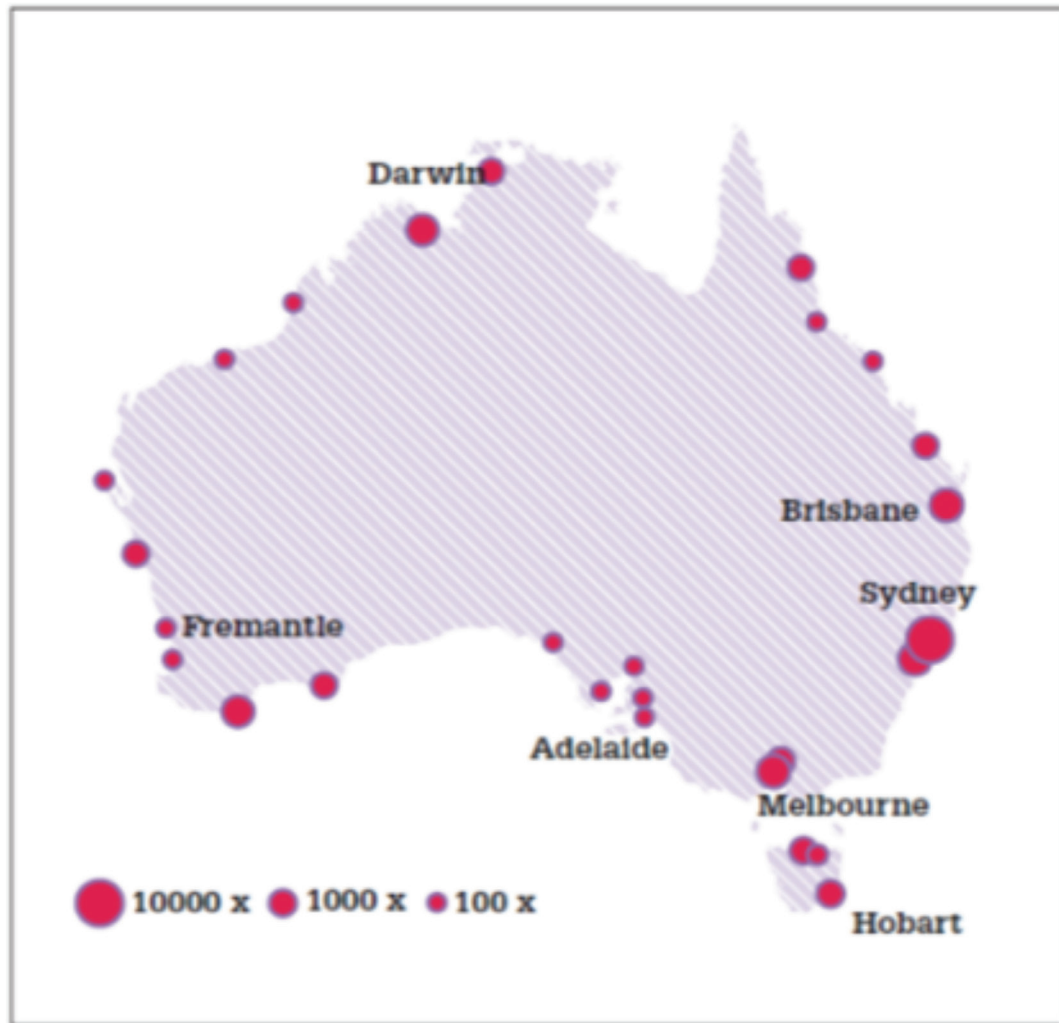 Darwin
Brisbane
Sydney
Fremantle
Adelaide
Melbourne
10000 x 1000 x 100 x
Hobart